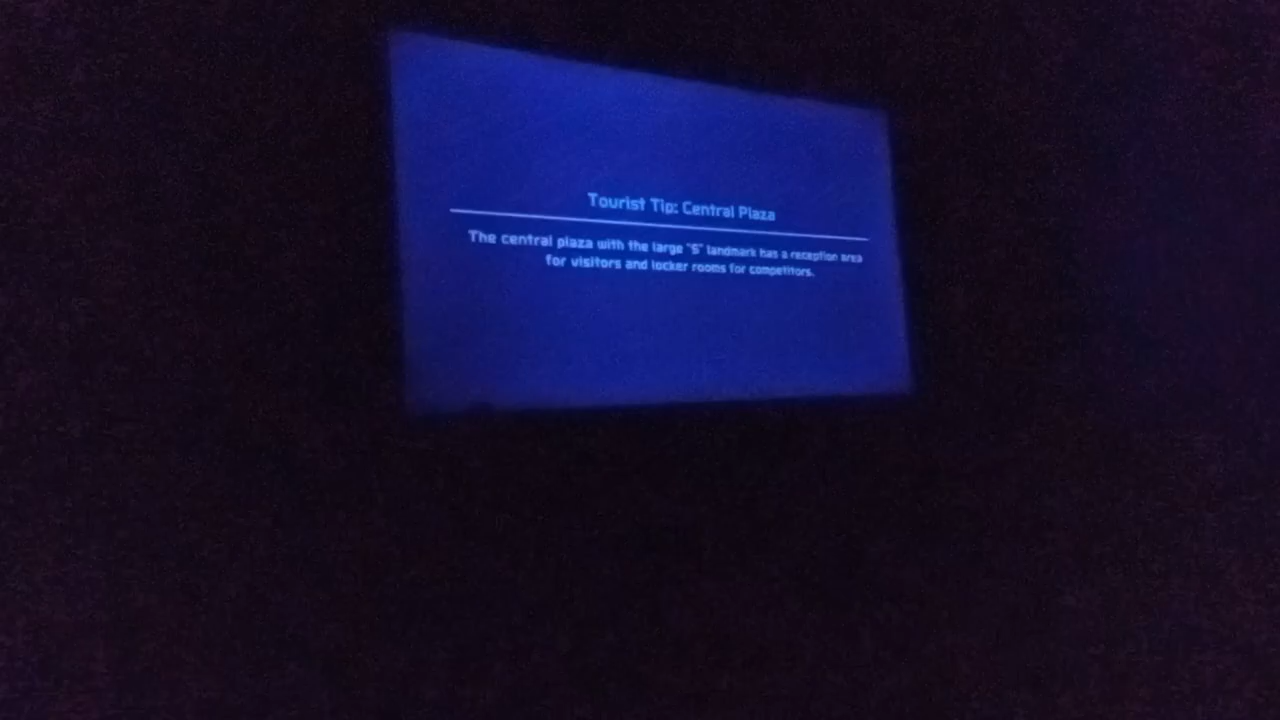 Tourist Tip: Central Plaza
The central plaza with the large "S" landmark has a reception area
for visitors and locker rooms for competitors.